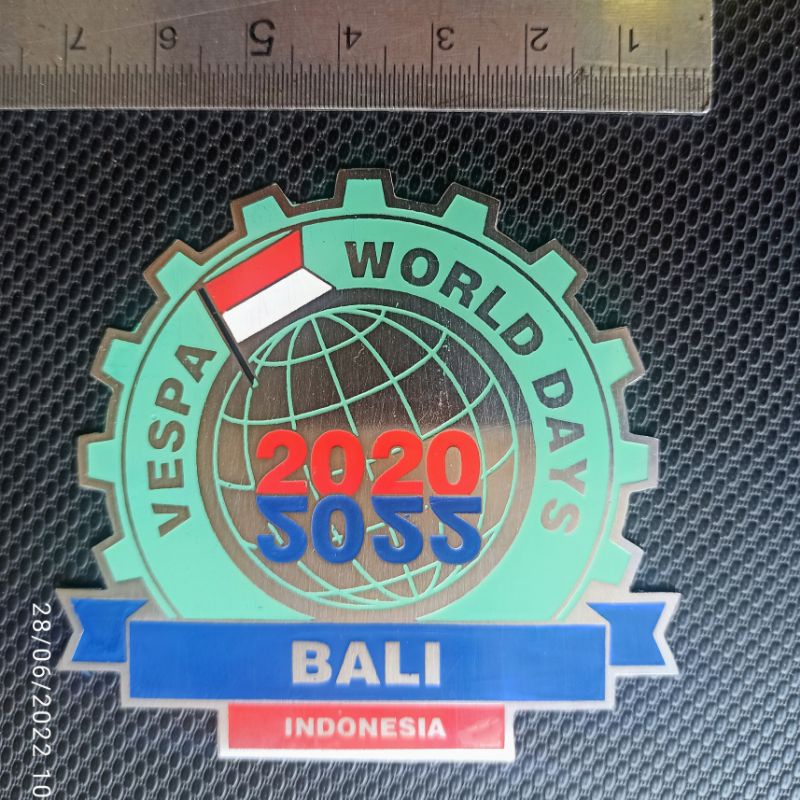 7 6 5 4 3 2 1
VESPA WORLD DAYS
2020
2022
BALI
INDONESIA
28/06/2022 10